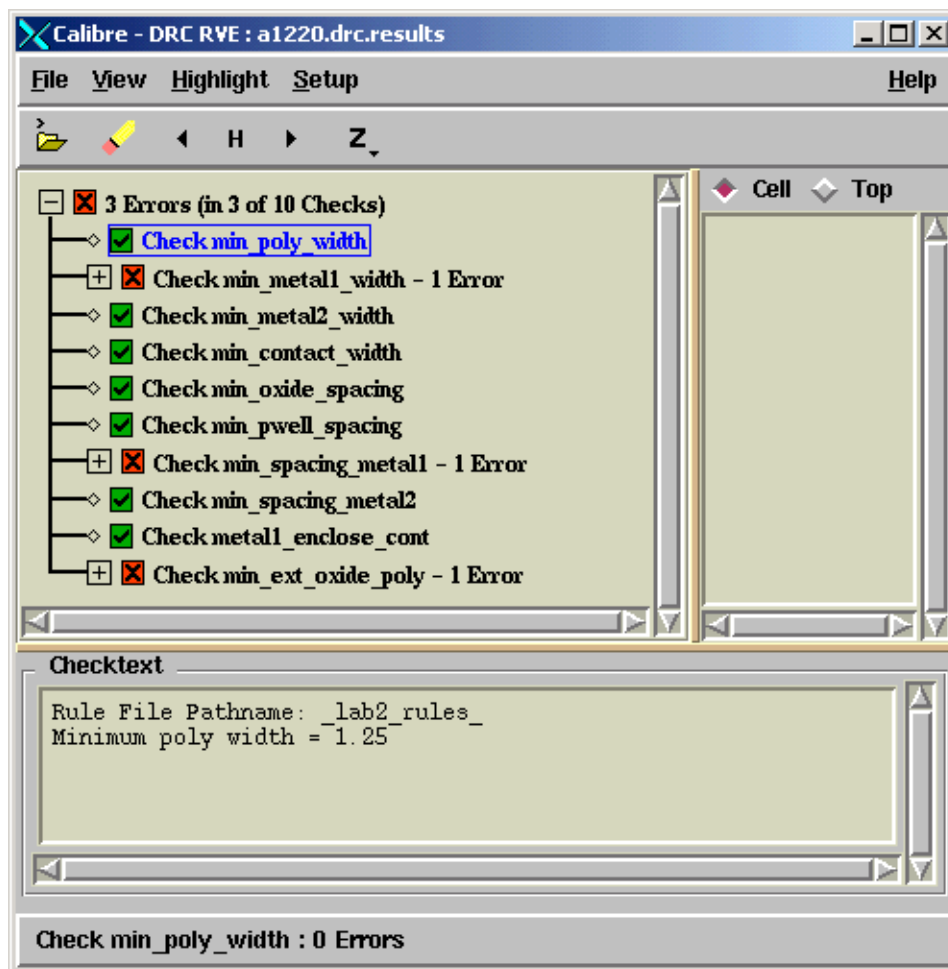 Calibre - DRC RVE : a1220.drc.results
File View Highlight Setup Help
H Z
3 Errors (in 3 of 10 Checks)
Check min_poly_width
Check min_metal1_width - 1 Error
Check min_metal2_width
Check min_contact_width
Check min_oxide_spacing
Check min_pwell_spacing
Check min_spacing_metal1 - 1 Error
Check min_spacing_metal2
Check metal1_enclose_cont
Check min_ext_oxide_poly - 1 Error
Cell Top
Checktext
Rule File Pathname: _lab2_rules_
Minimum poly width = 1.25
Check min_poly_width : 0 Errors